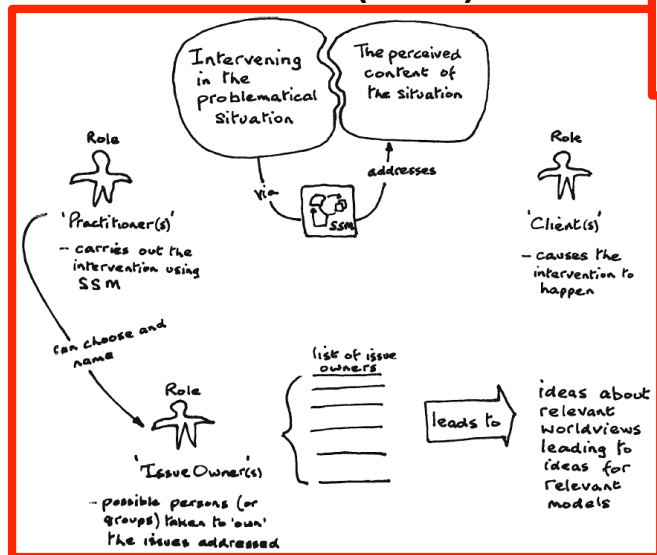 Intervening
in the
problematical
situation
The perceived
content of
the situation
via
addresses
SSM
Role
'Practitioner(s)'
- carries out the
intervention using
SSM
Role
'Client(s)'
- causes the
intervention to
happen
can choose and
name
Role
'Issue Owner(s)
- possible persons (or
groups) taken to 'own'
the issues addressed
list of issue
owners
leads to
ideas about
relevant
worldviews
leading to
ideas for
relevant
models